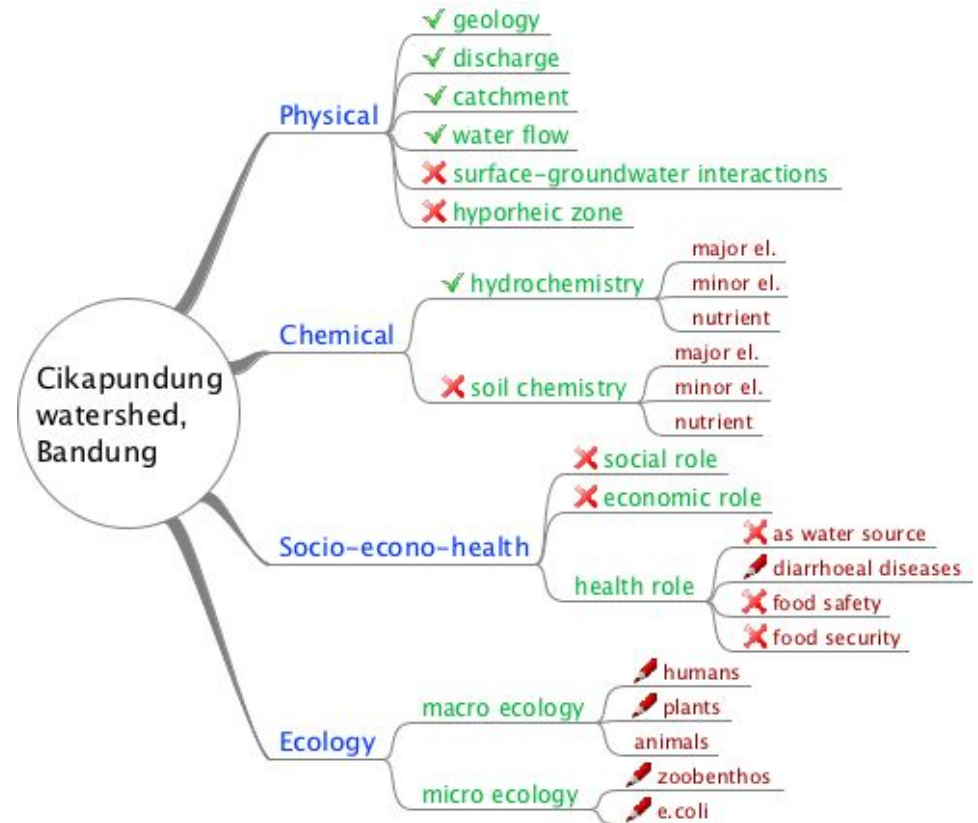 Cikapundung
watershed,
Bandung
Physical
geology
discharge
catchment
water flow
surface-groundwater interactions
hyporheic zone
Chemical
hydrochemistry
major el.
minor el.
nutrient
soil chemistry
major el.
minor el.
nutrient
Socio-econo-health
social role
economic role
health role
as water source
diarrhoeal diseases
food safety
food security
Ecology
macro ecology
humans
plants
animals
micro ecology
zoobenthos
e.coli